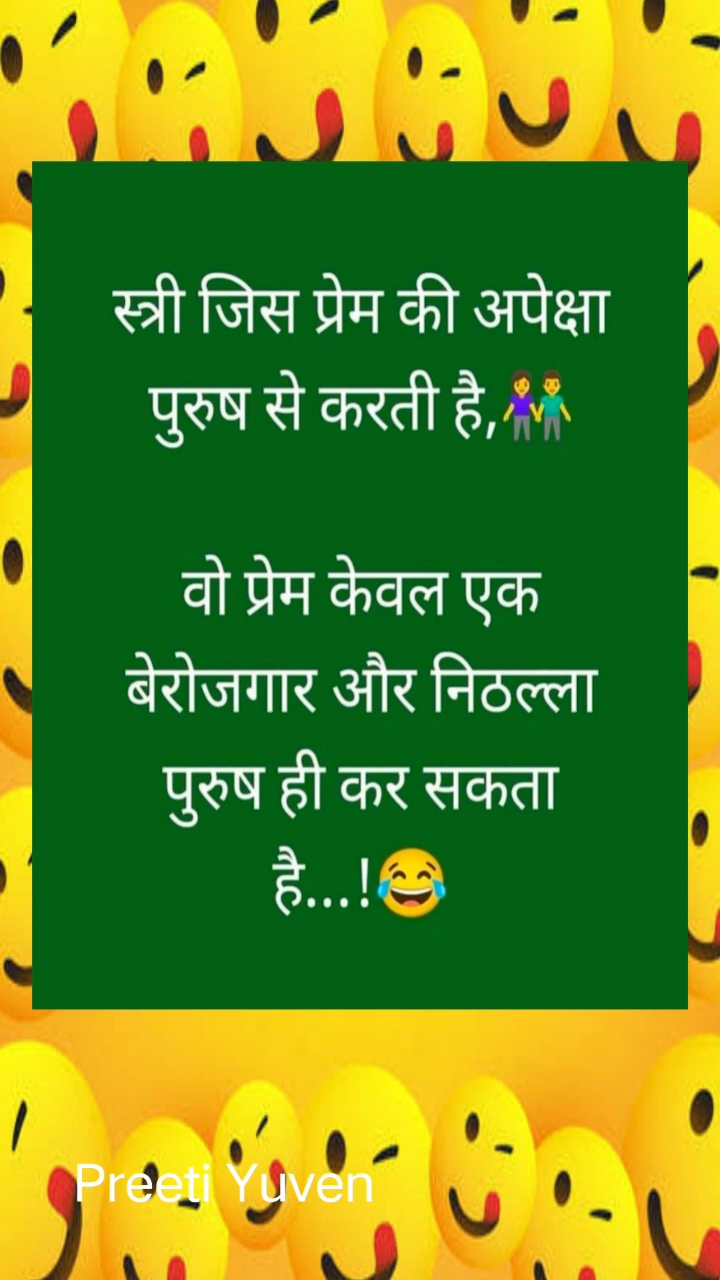 स्त्री जिस प्रेम की अपेक्षा
पुरुष से करती है,👫
वो प्रेम केवल एक
बेरोजगार और निठल्ला
पुरुष ही कर सकता
है...!😂
Preeti Yuven